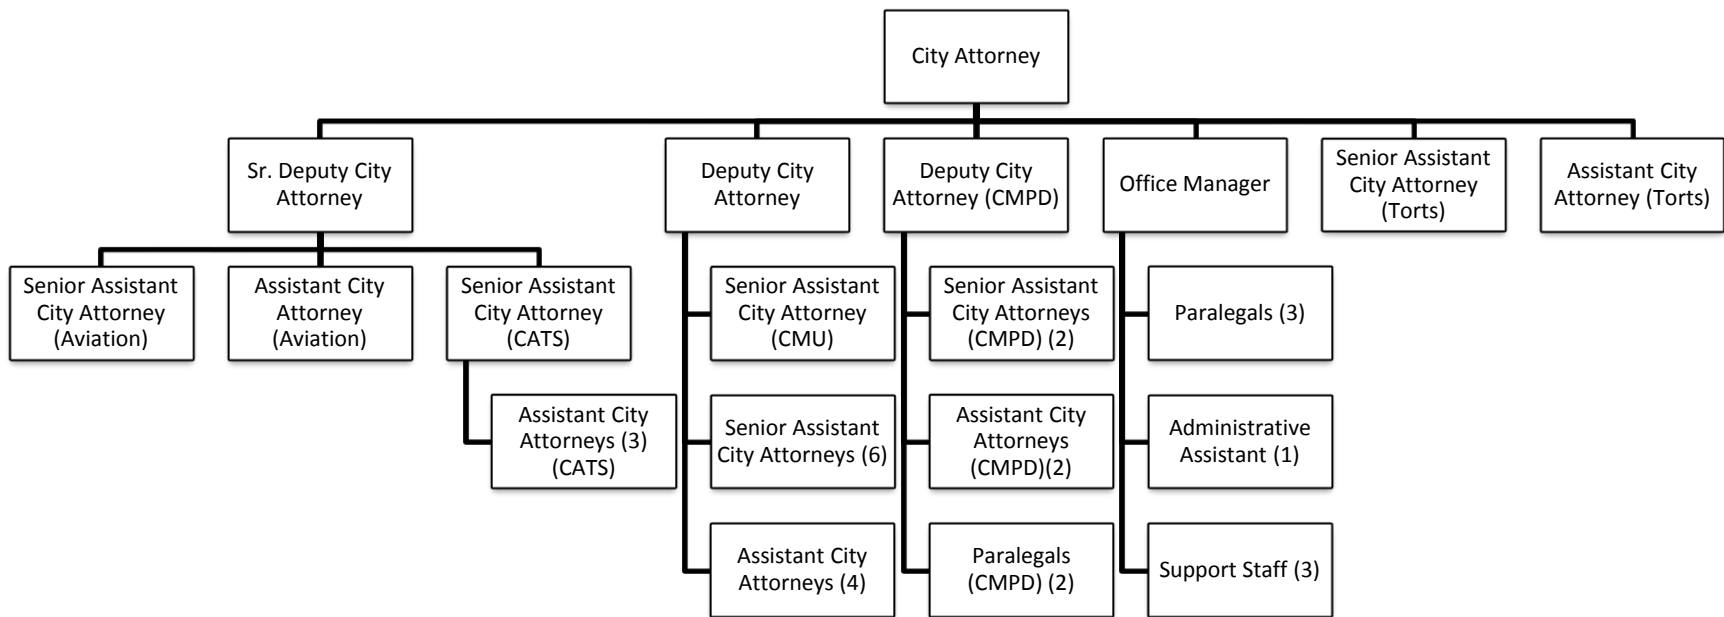 City Attorney
Sr. Deputy City
Attorney
Deputy City
Attorney
Deputy City
Attorney (CMPD)
Office Manager
Senior Assistant
City Attorney
(Torts)
Assistant City
Attorney (Torts)
Senior Assistant
City Attorney
(Aviation)
Assistant City
Attorney
(Aviation)
Senior Assistant
City Attorney
(CATS)
Senior Assistant
City Attorney
(CMU)
Senior Assistant
City Attorneys
(CMPD) (2)
Paralegals (3)
Assistant City
Attorneys (3)
(CATS)
Senior Assistant
City Attorneys (6)
Assistant City
Attorneys
(CMPD)(2)
Administrative
Assistant (1)
Assistant City
Attorneys (4)
Paralegals
(CMPD) (2)
Support Staff (3)